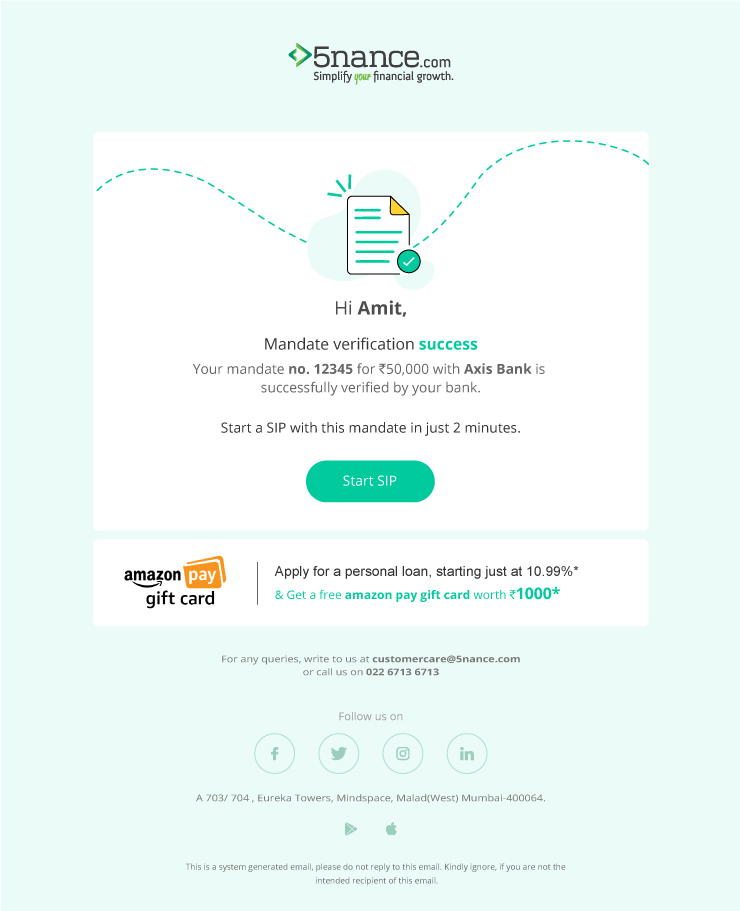 5nance.com
Simplify your financial growth.
Hi Amit,
Mandate verification success
Your mandate no. 12345 for ₹50,000 with Axis Bank is
successfully verified by your bank.
Start a SIP with this mandate in just 2 minutes.
Start SIP
amazon pay
gift card
Apply for a personal loan, starting just at 10.99%*
& Get a free amazon pay gift card worth ₹1000*
For any queries, write to us at customercare@5nance.com
or call us on 022 6713 6713
Follow us on
A 703/ 704 , Eureka Towers, Mindspace, Malad(West) Mumbai-400064.
This is a system generated email, please do not reply to this email. Kindly ignore, if you are not the
intended recipient of this email.